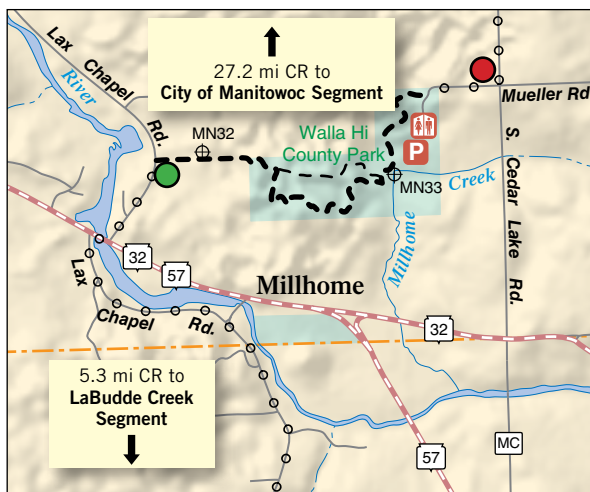 Lax Chapel Rd.
River
27.2 mi CR to
City of Manitowoc Segment
Mueller Rd
MN32
Walla Hi
County Park
P
MN33
Creek
Millhome
S. Cedar Lake Rd.
32
57
Millhome
32
Lax Chapel Rd.
5.3 mi CR to
LaBudde Creek
Segment
MC
57